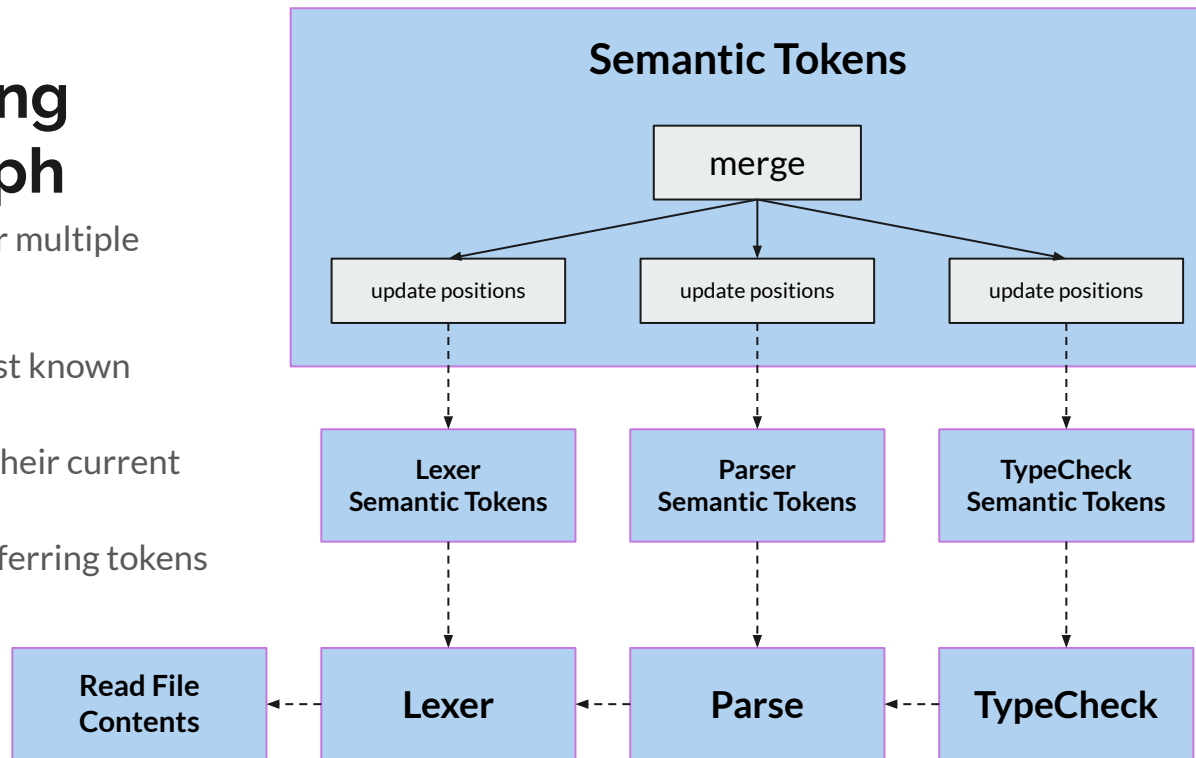 ng
ph
r multiple
st known
heir current
ferring tokens
Semantic Tokens
merge
update positions
update positions
update positions
Lexer
Semantic Tokens
Parser
Semantic Tokens
TypeCheck
Semantic Tokens
Read File
Contents
Lexer
Parse
TypeCheck